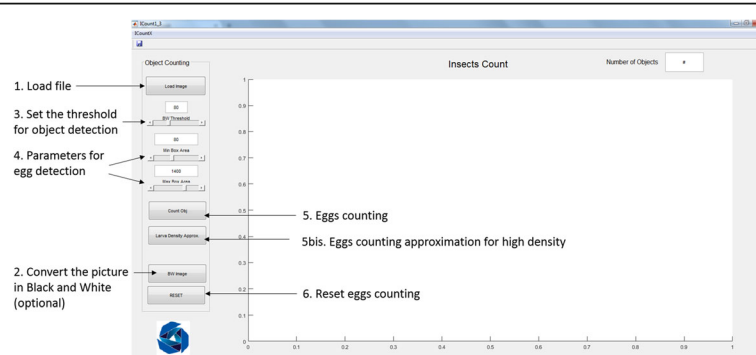 ICount1_3
ICountX
Object Counting
Insects Count
Number of Objects
#
1. Load file
Load Image
3. Set the threshold
for object detection
80
BW Threshold
4. Parameters for
egg detection
80
Min Box Area
1400
Max Box Area
Count Obj
5. Eggs counting
Larva Density Approx.
5bis. Eggs counting approximation for high density
2. Convert the picture
in Black and White
(optional)
BW Image
RESET
6. Reset eggs counting
1
0.9
0.8
0.7
0.6
0.5
0.4
0.3
0.2
0.1
0
0 0.1 0.2 0.3 0.4 0.5 0.6 0.7 0.8 0.9 1